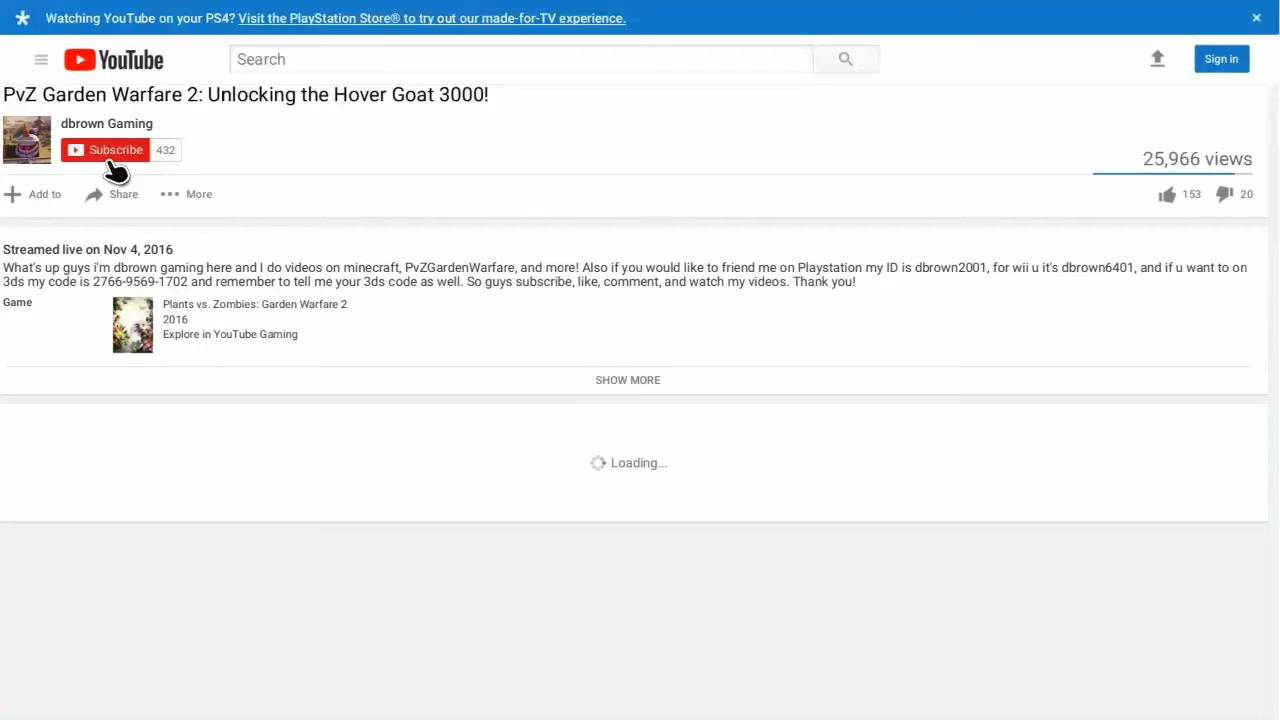 Watching YouTube on your PS4? Visit the PlayStation Store® to try out our made-for-TV experience.
YouTube
Search
Sign in
PvZ Garden Warfare 2: Unlocking the Hover Goat 3000!
dbrown Gaming
Subscribe 432
25,966 views
Add to Share More 153 20
Streamed live on Nov 4, 2016
What's up guys i'm dbrown gaming here and I do videos on minecraft, PvZGardenWarfare, and more! Also if you would like to friend me on Playstation my ID is dbrown2001, for wii u it's dbrown6401, and if u want to on
3ds my code is 2766-9569-1702 and remember to tell me your 3ds code as well. So guys subscribe, like, comment, and watch my videos. Thank you!
Game
Plants vs. Zombies: Garden Warfare 2
2016
Explore in YouTube Gaming
SHOW MORE
Loading...